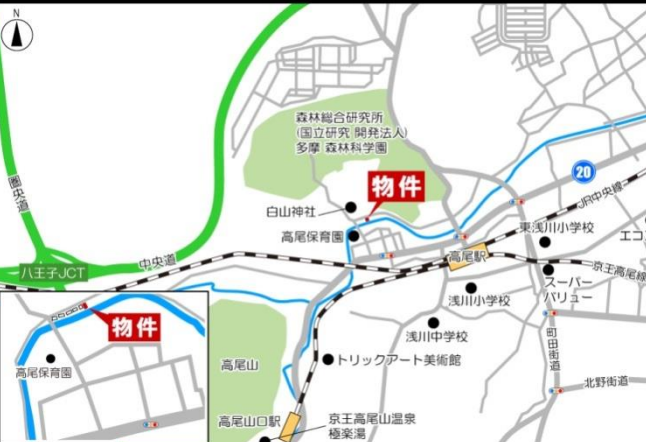 N
森林総合研究所
(国立研究 開発法人)
多摩 森林科学園
物件
20
圏央道
白山神社
JR中央線
高尾保育園
東浅川小学校
エコ
中央道
高尾駅
八王子JCT
京王高尾線
スーパー
バリュー
浅川小学校
物件
浅川中学校
町田街道
高尾保育園
高尾山
トリックアート美術館
北野街道
高尾山口駅
京王高尾山温泉
極楽湯